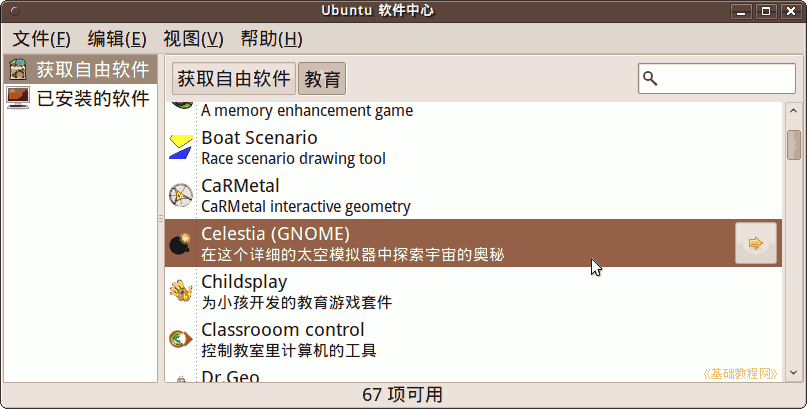 Ubuntu 软件中心
文件(F) 编辑(E) 视图(V) 帮助(H)
获取自由软件
已安装的软件
获取自由软件 教育
A memory enhancement game
Boat Scenario
Race scenario drawing tool
CaRMetal
CaRMetal interactive geometry
Celestia (GNOME)
在这个详细的太空模拟器中探索宇宙的奥秘
Childsplay
为小孩开发的教育游戏套件
Classrooom control
控制教室里计算机的工具
Dr.Geo
《基础教程网》
67 项可用